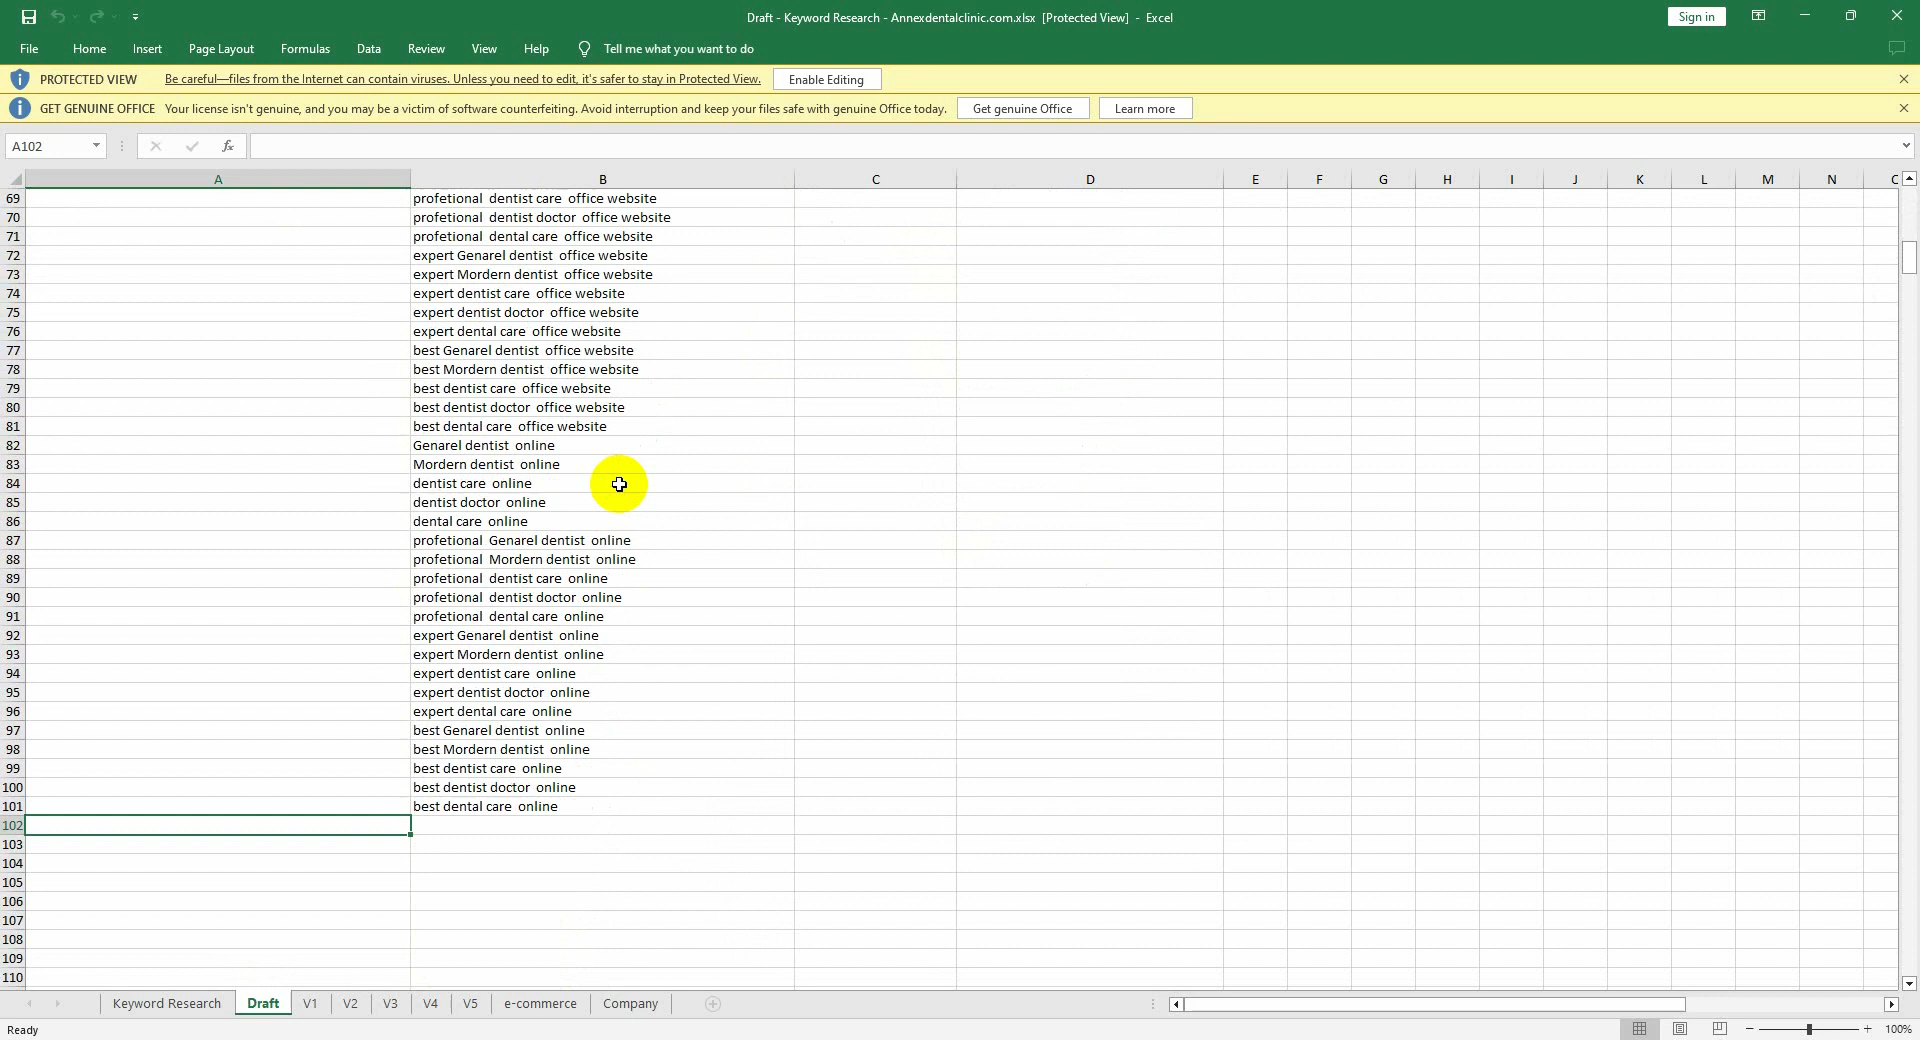 Draft - Keyword Research - Annexdentalclinic.com.xlsx [Protected View] - Excel
Sign in
File Home Insert Page Layout Formulas Data Review View Help Tell me what you want to do
PROTECTED VIEW Be careful—files from the Internet can contain viruses. Unless you need to edit, it's safer to stay in Protected View. Enable Editing
GET GENUINE OFFICE Your license isn't genuine, and you may be a victim of software counterfeiting. Avoid interruption and keep your files safe with genuine Office today. Get genuine Office Learn more
A102 fx
A B C D E F G H I J K L M N C
69 profetional dentist care office website
70 profetional dentist doctor office website
71 profetional dental care office website
72 expert Genarel dentist office website
73 expert Mordern dentist office website
74 expert dentist care office website
75 expert dentist doctor office website
76 expert dental care office website
77 best Genarel dentist office website
78 best Mordern dentist office website
79 best dentist care office website
80 best dentist doctor office website
81 best dental care office website
82 Genarel dentist online
83 Mordern dentist online
84 dentist care online
85 dentist doctor online
86 dental care online
87 profetional Genarel dentist online
88 profetional Mordern dentist online
89 profetional dentist care online
90 profetional dentist doctor online
91 profetional dental care online
92 expert Genarel dentist online
93 expert Mordern dentist online
94 expert dentist care online
95 expert dentist doctor online
96 expert dental care online
97 best Genarel dentist online
98 best Mordern dentist online
99 best dentist care online
100 best dentist doctor online
101 best dental care online
102
103
104
105
106
107
108
109
110
Keyword Research Draft V1 V2 V3 V4 V5 e-commerce Company
Ready 100%